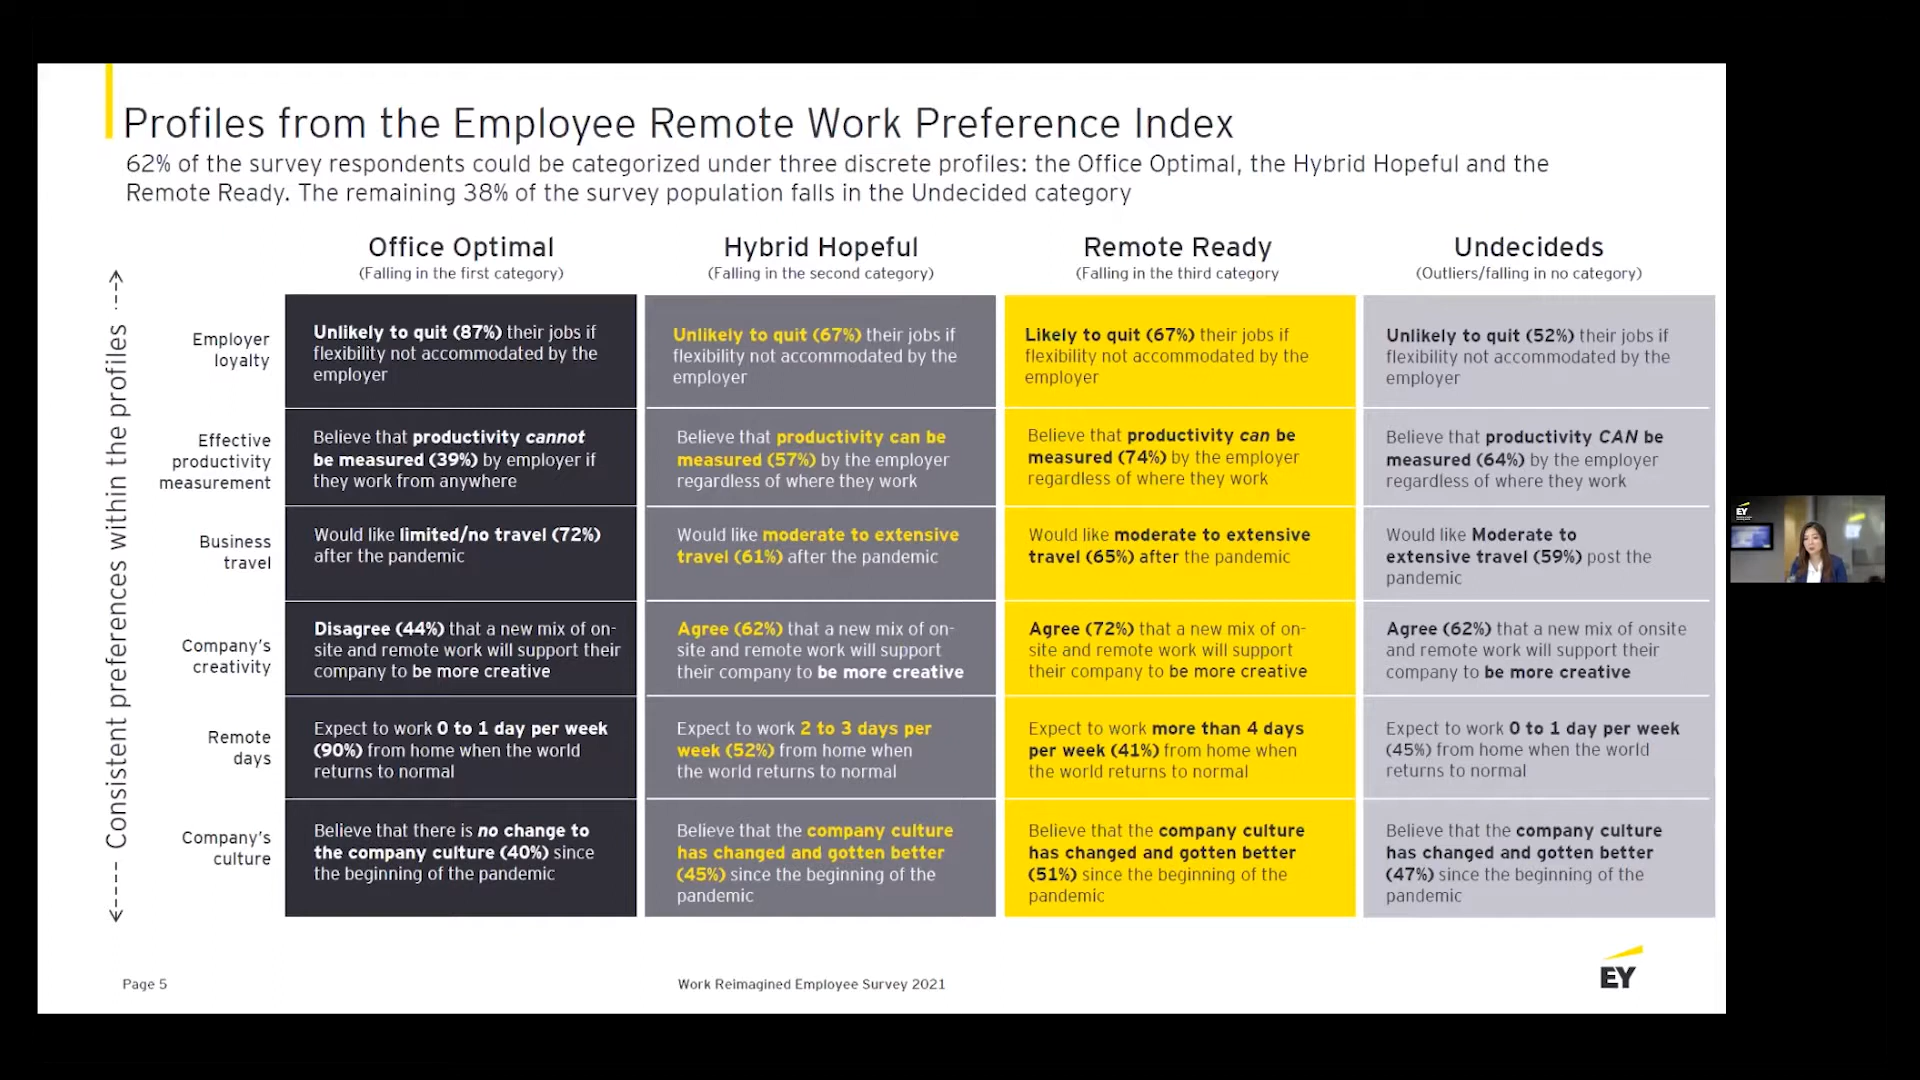 Profiles from the Employee Remote Work Preference Index
62% of the survey respondents could be categorized under three discrete profiles: the Office Optimal, the Hybrid Hopeful and the
Remote Ready. The remaining 38% of the survey population falls in the Undecided category
Consistent preferences within the profiles
Office Optimal
(Falling in the first category)
Hybrid Hopeful
(Falling in the second category)
Remote Ready
(Falling in the third category
Undecideds
(Outliers/falling in no category)
Employer
loyalty
Unlikely to quit (87%) their jobs if
flexibility not accommodated by the
employer
Unlikely to quit (67%) their jobs if
flexibility not accommodated by the
employer
Likely to quit (67%) their jobs if
flexibility not accommodated by the
employer
Unlikely to quit (52%) their jobs if
flexibility not accommodated by the
employer
Effective
productivity
measurement
Believe that productivity cannot
be measured (39%) by employer if
they work from anywhere
Believe that productivity can be
measured (57%) by the employer
regardless of where they work
Believe that productivity can be
measured (74%) by the employer
regardless of where they work
Believe that productivity CAN be
measured (64%) by the employer
regardless of where they work
Business
travel
Would like limited/no travel (72%)
after the pandemic
Would like moderate to extensive
travel (61%) after the pandemic
Would like moderate to extensive
travel (65%) after the pandemic
Would like Moderate to
extensive travel (59%) post the
pandemic
Company's
creativity
Disagree (44%) that a new mix of on-
site and remote work will support their
company to be more creative
Agree (62%) that a new mix of on-
site and remote work will support
their company to be more creative
Agree (72%) that a new mix of on-
site and remote work will support
their company to be more creative
Agree (62%) that a new mix of onsite
and remote work will support their
company to be more creative
Remote
days
Expect to work 0 to 1 day per week
(90%) from home when the world
returns to normal
Expect to work 2 to 3 days per
week (52%) from home when
the world returns to normal
Expect to work more than 4 days
per week (41%) from home when
the world returns to normal
Expect to work 0 to 1 day per week
(45%) from home when the world
returns to normal
Company's
culture
Believe that there is no change to
the company culture (40%) since
the beginning of the pandemic
Believe that the company culture
has changed and gotten better
(45%) since the beginning of the
pandemic
Believe that the company culture
has changed and gotten better
(51%) since the beginning of the
pandemic
Believe that the company culture
has changed and gotten better
(47%) since the beginning of the
pandemic
Page 5
Work Reimagined Employee Survey 2021
EY
EY